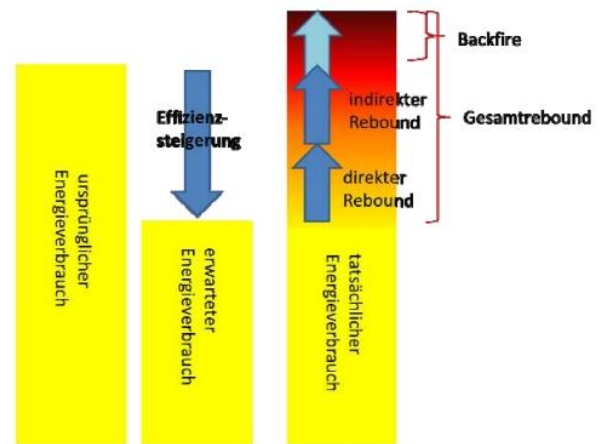 ursprünglicher
Energieverbrauch
Effizienz-
steigerung
erwarteter
Energieverbrauch
indirekter
Rebound
direkter
Rebound
tatsächlicher
Energieverbrauch
Backfire
Gesamtrebound